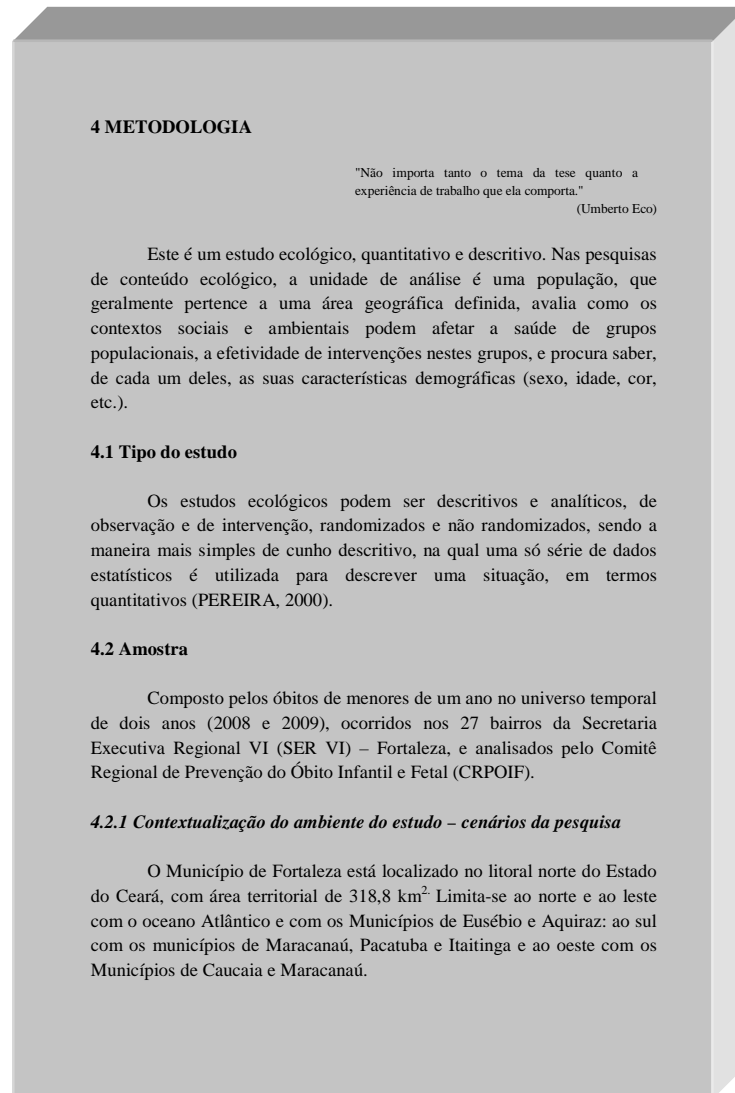 4 METODOLOGIA
"Não importa tanto o tema da tese quanto a
experiência de trabalho que ela comporta."
(Umberto Eco)
Este é um estudo ecológico, quantitativo e descritivo. Nas pesquisas
de conteúdo ecológico, a unidade de análise é uma população, que
geralmente pertence a uma área geográfica definida, avalia como os
contextos sociais e ambientais podem afetar a saúde de grupos
populacionais, a efetividade de intervenções nestes grupos, e procura saber,
de cada um deles, as suas características demográficas (sexo, idade, cor,
etc.).
4.1 Tipo do estudo
Os estudos ecológicos podem ser descritivos e analíticos, de
observação e de intervenção, randomizados e não randomizados, sendo a
maneira mais simples de cunho descritivo, na qual uma só série de dados
estatísticos é utilizada para descrever uma situação, em termos
quantitativos (PEREIRA, 2000).
4.2 Amostra
Composto pelos óbitos de menores de um ano no universo temporal
de dois anos (2008 e 2009), ocorridos nos 27 bairros da Secretaria
Executiva Regional VI (SER VI) – Fortaleza, e analisados pelo Comitê
Regional de Prevenção do Óbito Infantil e Fetal (CRPOIF).
4.2.1 Contextualização do ambiente do estudo – cenários da pesquisa
O Município de Fortaleza está localizado no litoral norte do Estado
do Ceará, com área territorial de 318,8 km². Limita-se ao norte e ao leste
com o oceano Atlântico e com os Municípios de Eusébio e Aquiraz: ao sul
com os municípios de Maracanaú, Pacatuba e Itaitinga e ao oeste com os
Municípios de Caucaia e Maracanaú.